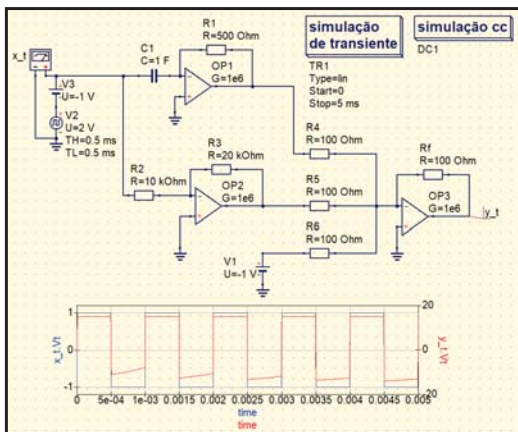 R1
R=500 Ohm
simulação
de transiente
simulação cc
DC1
x_t
C1
C=1 F
OP1
G=1e6
TR1
Type=lin
Start=0
Stop=5 ms
V3
U=-1 V
V2
U=2 V
TH=0.5 ms
TL=0.5 ms
R4
R=100 Ohm
R2
R=10 kOhm
R3
R=20 kOhm
OP2
G=1e6
R5
R=100 Ohm
Rf
R=100 Ohm
OP3
G=1e6
y_t
R6
R=100 Ohm
V1
U=-1 V
x_t.Vt
1
0
-1
20
0
-20
y_t.Vt
0 5e-04 1e-03 0.0015 0.002 0.0025 0.003 0.0035 0.004 0.0045 0.005
time
time